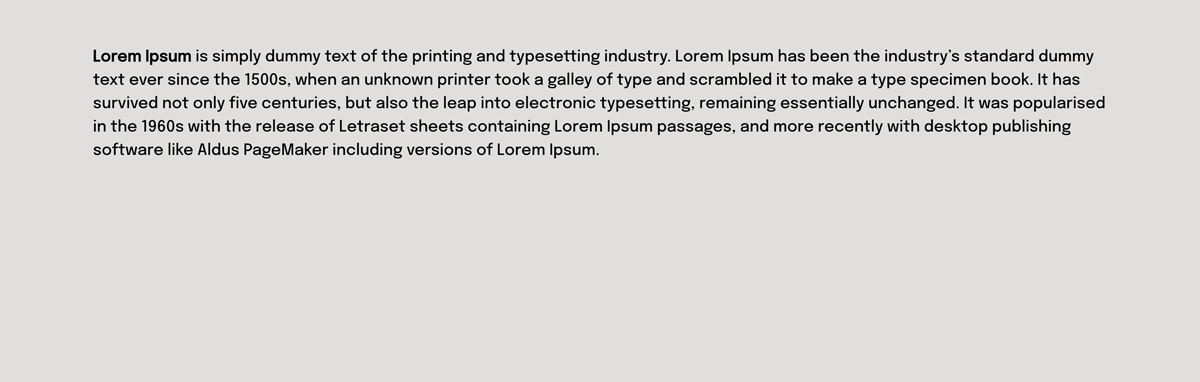 Lorem Ipsum is simply dummy text of the printing and typesetting industry. Lorem Ipsum has been the industry’s standard dummy
text ever since the 1500s, when an unknown printer took a galley of type and scrambled it to make a type specimen book. It has
survived not only five centuries, but also the leap into electronic typesetting, remaining essentially unchanged. It was popularised
in the 1960s with the release of Letraset sheets containing Lorem Ipsum passages, and more recently with desktop publishing
software like Aldus PageMaker including versions of Lorem Ipsum.